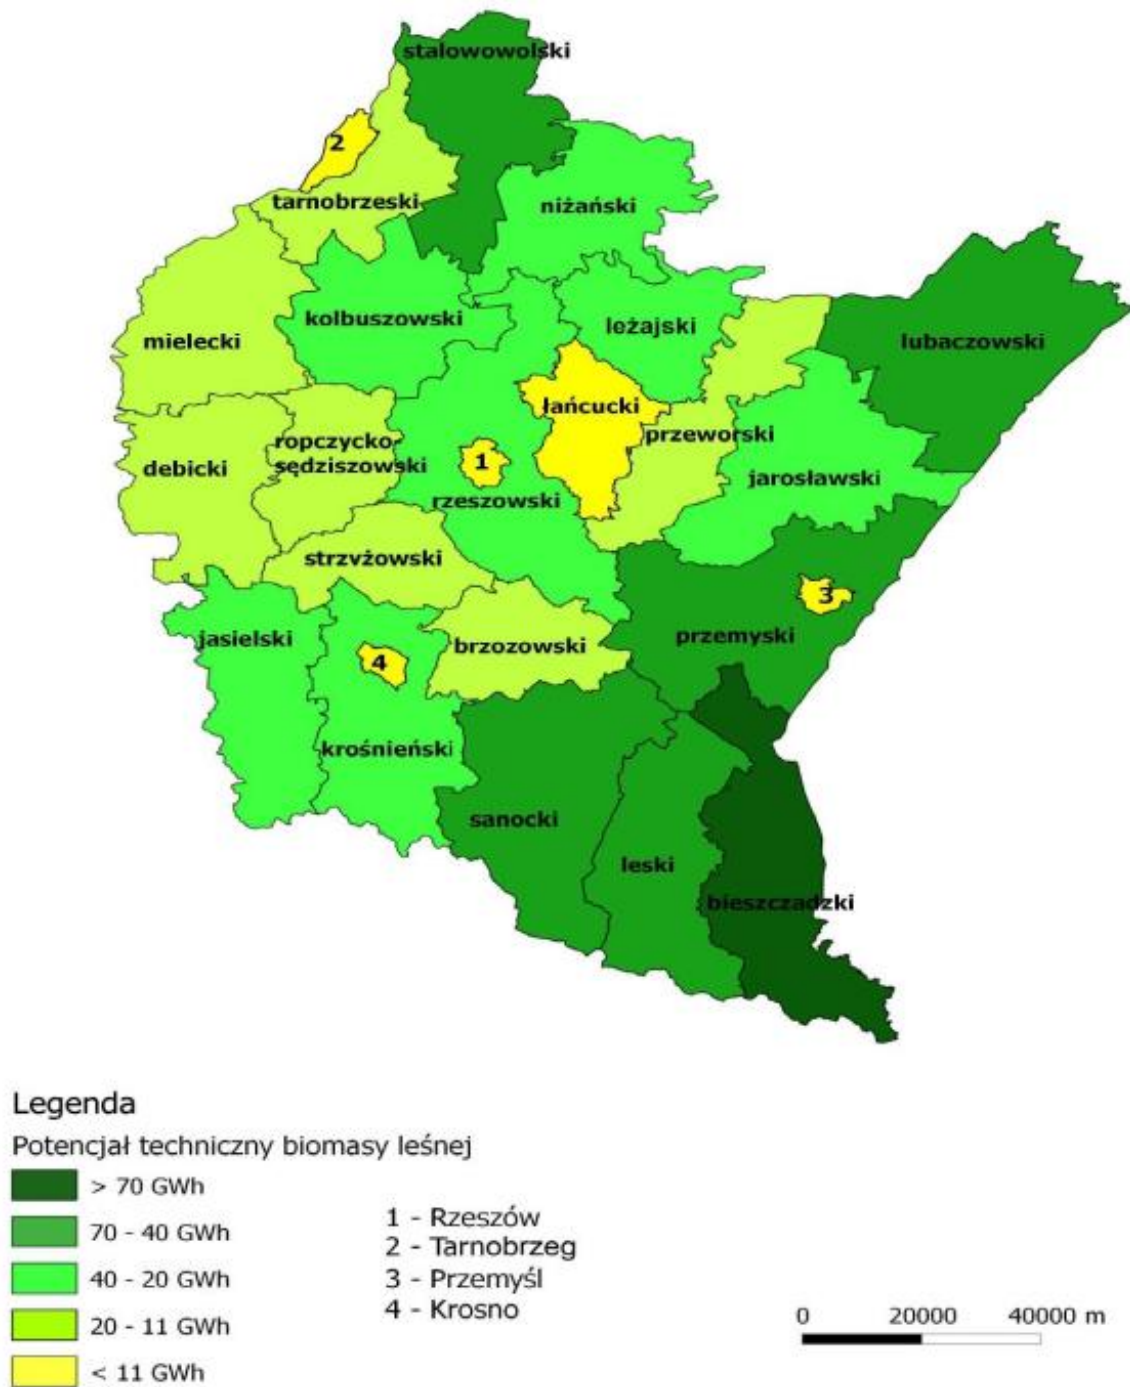 stalowowolski
2
tarnobrzeski
niżański
kolbuszowski
leżajski
mielecki
lubaczowski
łańcucki
ropczycko-
sędziszowski
przeworski
debicki
1
jarosławski
rzeszowski
strzvżowski
3
jasielski
brzozowski
przemyski
4
krośnieński
sanocki
leski
bieszczadzki
Legenda
Potencjał techniczny biomasy leśnej
> 70 GWh
70 - 40 GWh
40 - 20 GWh
20 - 11 GWh
< 11 GWh
1 - Rzeszów
2 - Tarnobrzeg
3 - Przemyśl
4 - Krosno
0 20000 40000 m